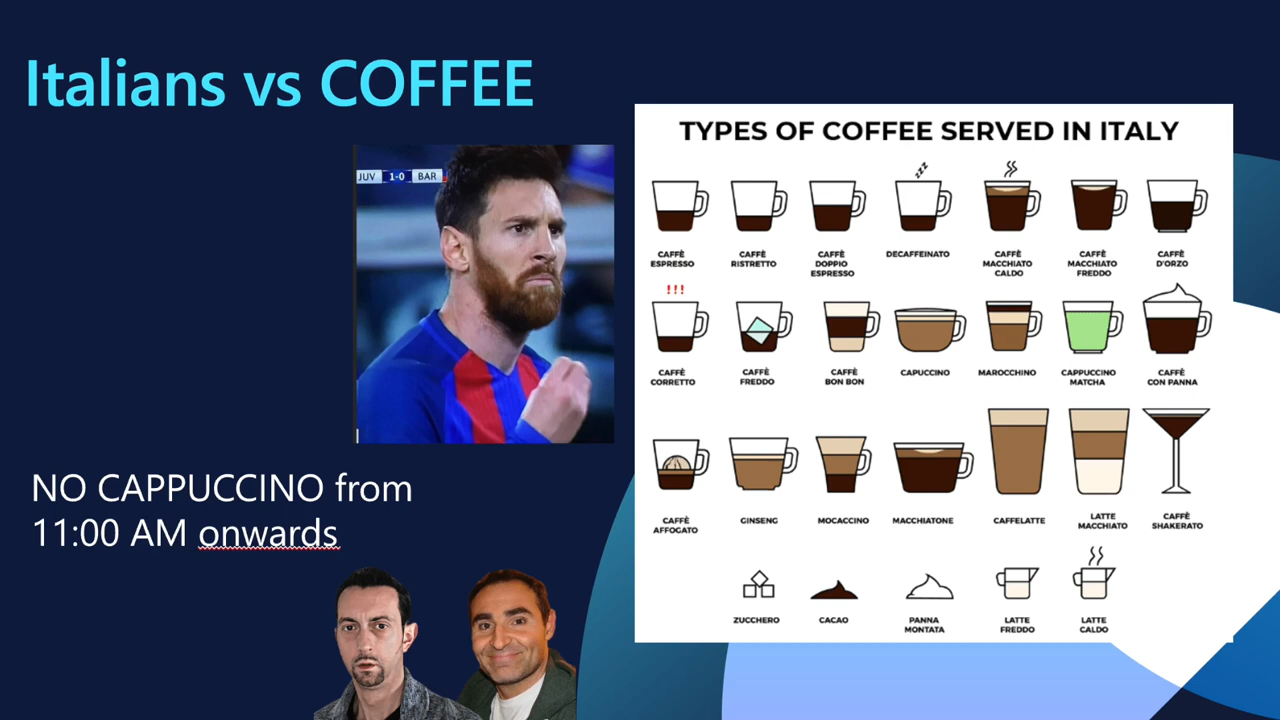 Italians vs COFFEE
JUV 1-0 BAR
NO CAPPUCCINO from
11:00 AM onwards
TYPES OF COFFEE SERVED IN ITALY
CAFFÈ
ESPRESSO
CAFFÈ
RISTRETTO
CAFFÈ
DOPPIO
ESPRESSO
DECAFFEINATO
CAFFÈ
MACCHIATO
CALDO
CAFFÈ
MACCHIATO
FREDDO
CAFFÈ
D'ORZO
!!!
CAFFÈ
CORRETTO
CAFFÈ
FREDDO
CAFFÈ
BON BON
CAPUCCINO
MAROCCHINO
CAPPUCCINO
MATCHA
CAFFÈ
CON PANNA
CAFFÈ
AFFOGATO
GINSENG
MOCACCINO
MACCHIATONE
CAFFELATTE
LATTE
MACCHIATO
CAFFÈ
SHAKERATO
ZUCCHERO
CACAO
PANNA
MONTATA
LATTE
FREDDO
LATTE
CALDO